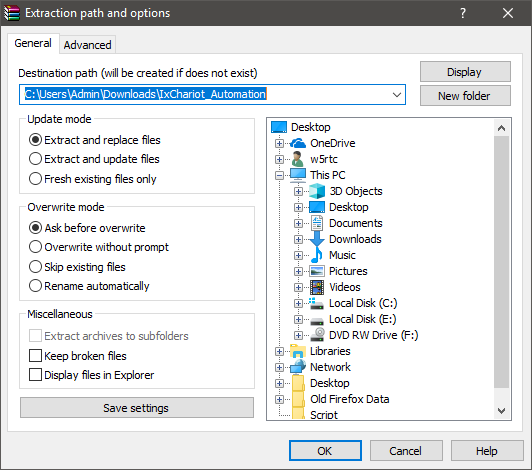 Extraction path and options
General
Advanced
Destination path (will be created if does not exist)
Display
C:\Users\Admin\Downloads\IxChariot_Automation
New folder
Update mode
Extract and replace files
Extract and update files
Fresh existing files only
Overwrite mode
Ask before overwrite
Overwrite without prompt
Skip existing files
Rename automatically
Miscellaneous
Extract archives to subfolders
Keep broken files
Display files in Explorer
Save settings
Desktop
OneDrive
w5rtc
This PC
3D Objects
Desktop
Documents
Downloads
Music
Pictures
Videos
Local Disk (C:)
Local Disk (E:)
DVD RW Drive (F:)
Libraries
Network
Desktop
Old Firefox Data
Script
OK
Cancel
Help